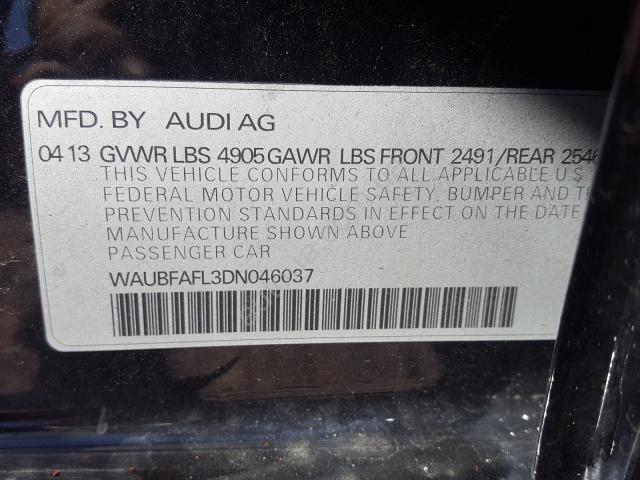 MFD. BY AUDI AG
04 13 GVWR LBS 4905 GAWR LBS FRONT 2491/REAR 2546
THIS VEHICLE CONFORMS TO ALL APPLICABLE U S
FEDERAL MOTOR VEHICLE SAFETY, BUMPER AND
PREVENTION STANDARDS IN EFFECT ON THE DATE
MANUFACTURE SHOWN ABOVE
PASSENGER CAR
WAUBFAFL3DN046037